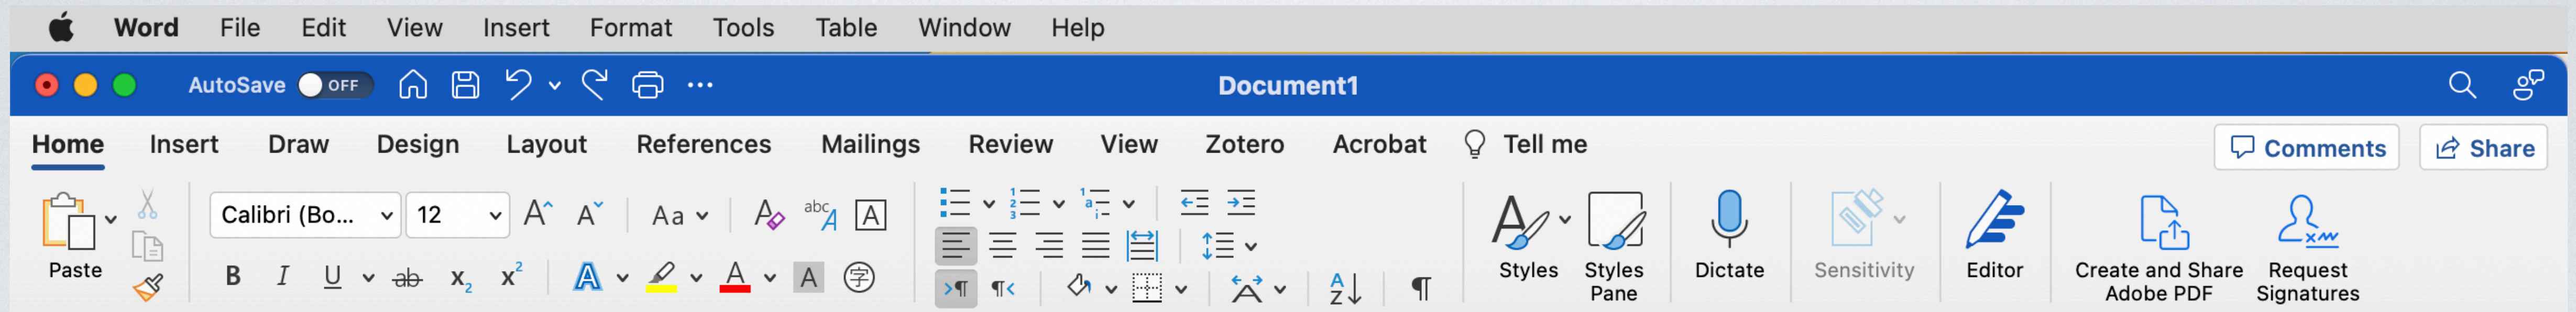 Word File Edit View Insert Format Tools Table Window Help
AutoSave OFF Document1
Home Insert Draw Design Layout References Mailings Review View Zotero Acrobat Tell me Comments Share
Calibri (Bo... 12 A A Aa A abc A A
Paste B I U ab x2 x2 A A A 字
Styles Styles Pane Dictate Sensitivity Editor Create and Share Adobe PDF Request Signatures